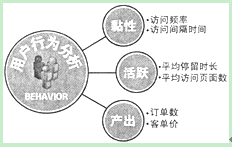 用户行为分析
BEHAVIOR
黏性
访问频率
访问间隔时间
活跃
平均停留时长
平均访问页面数
产出
订单数
客单价